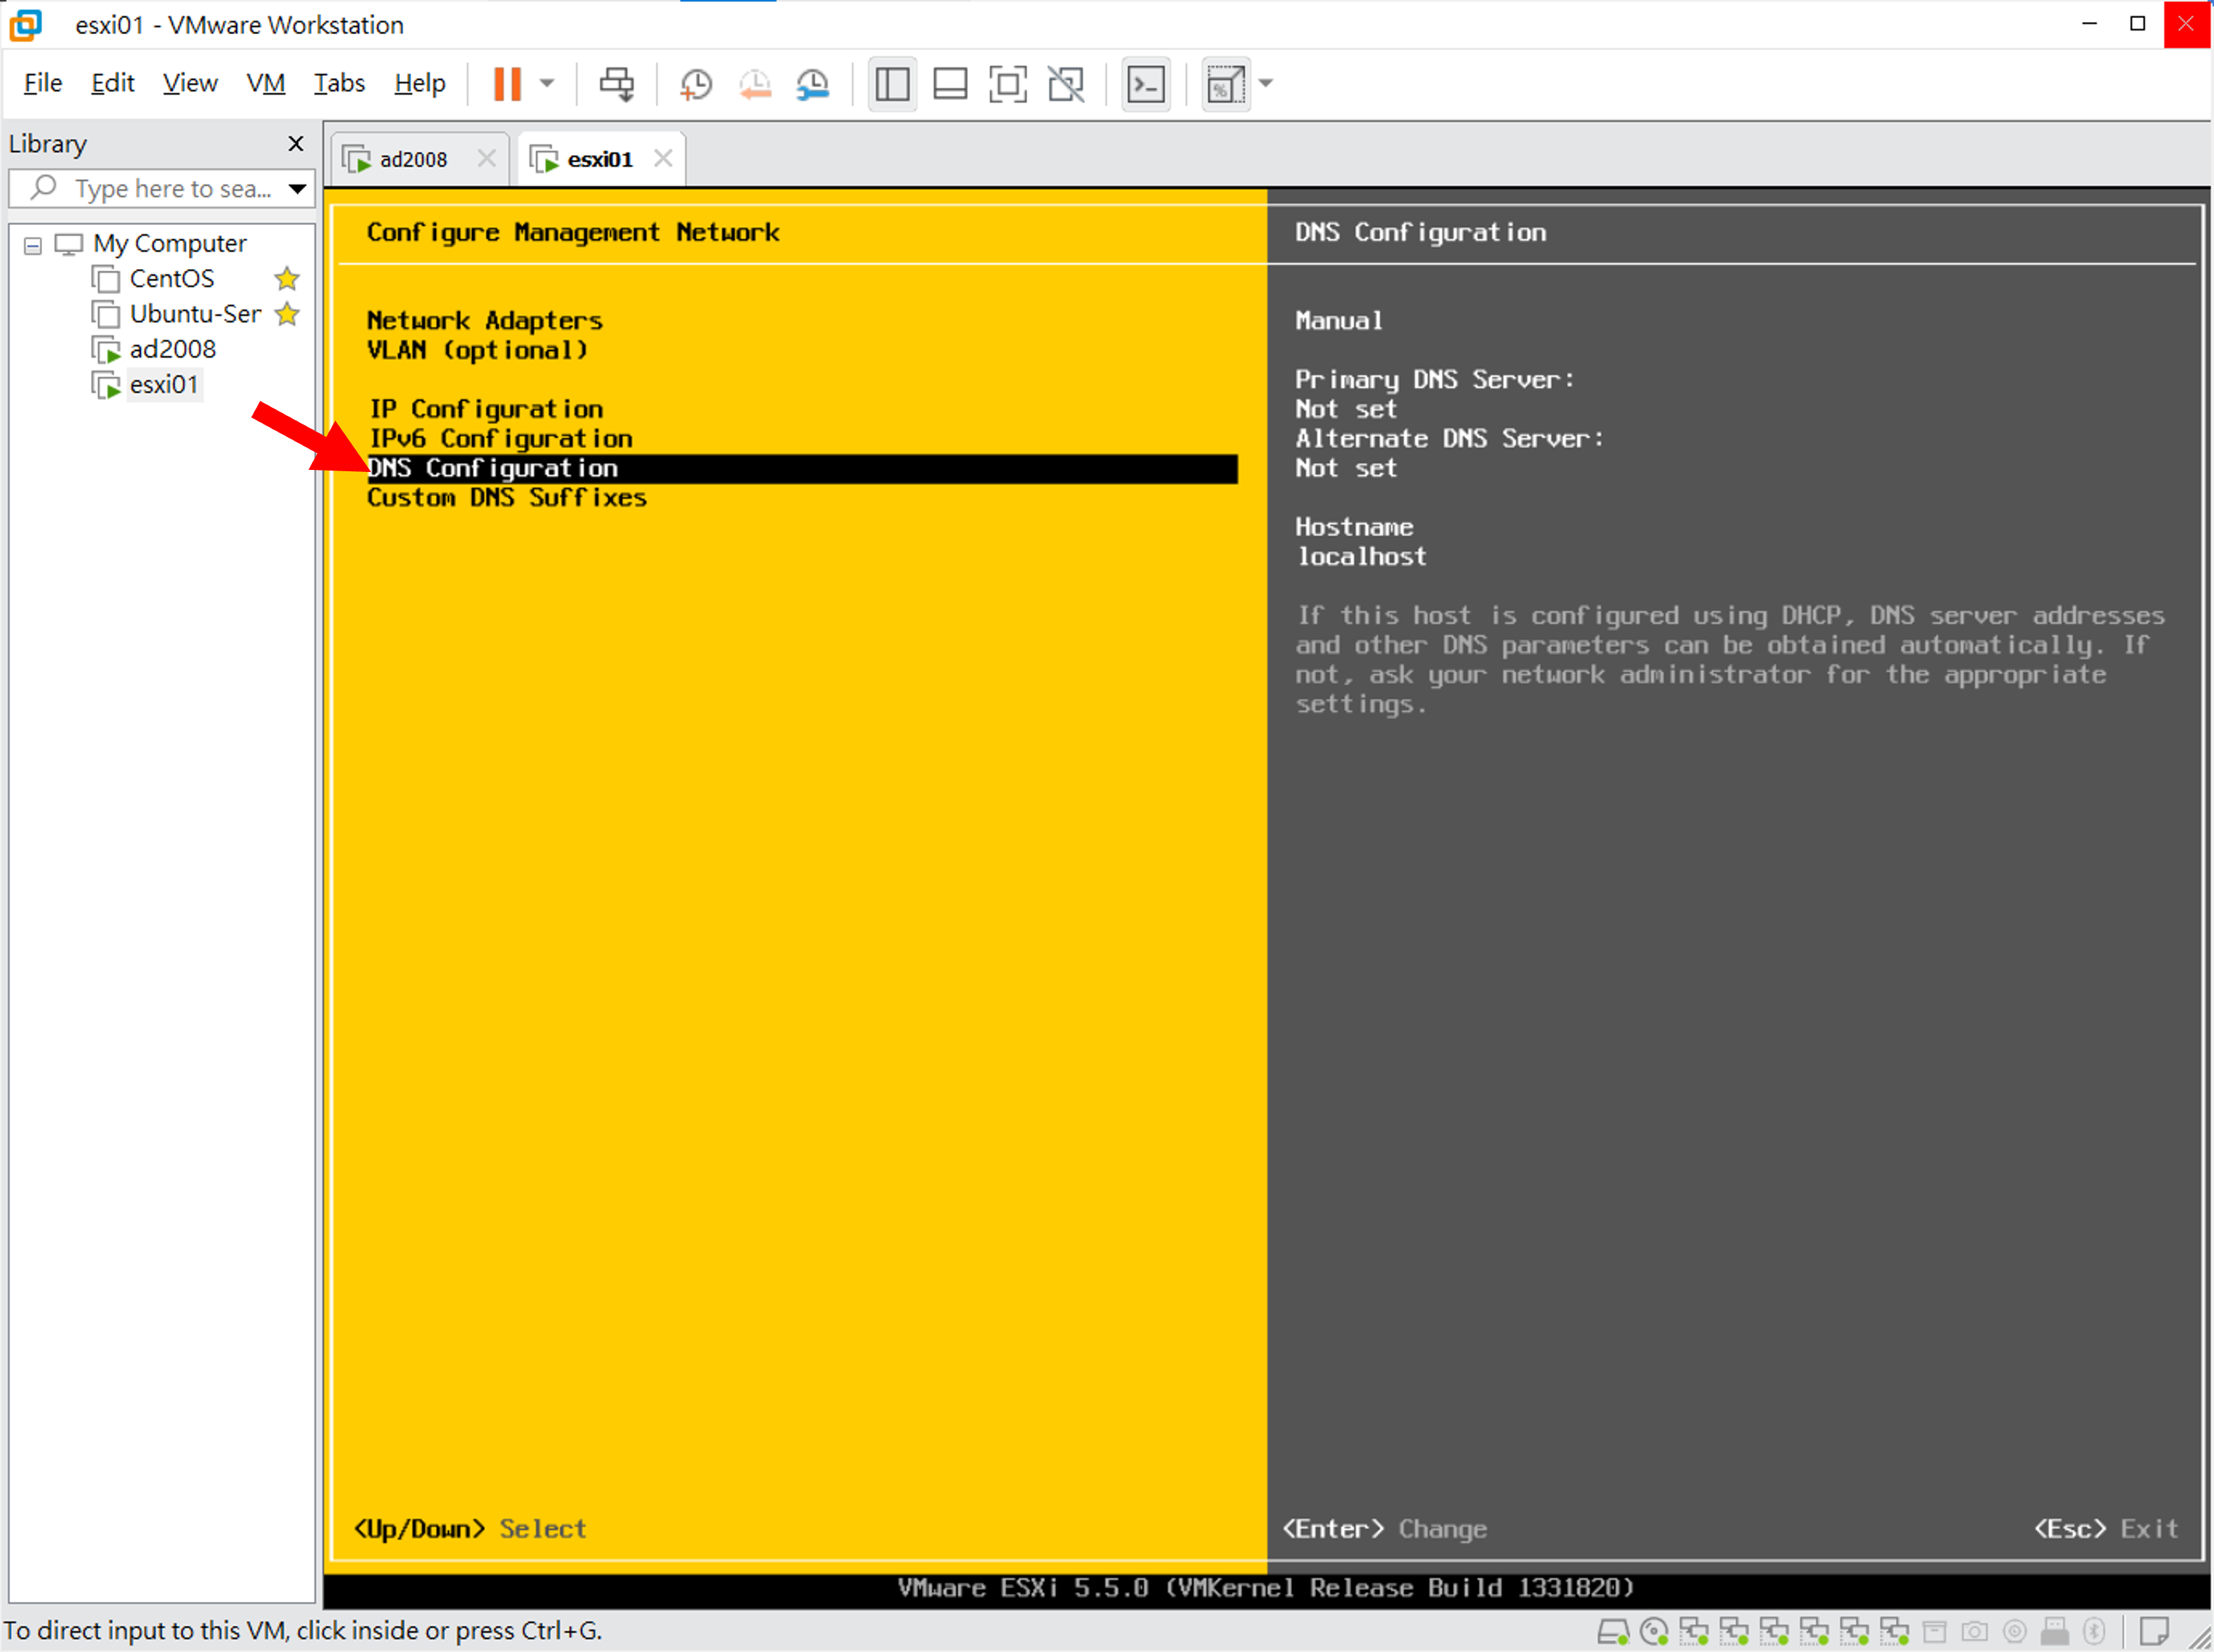 esxi01 - VMware Workstation
File Edit View VM Tabs Help
Library
Type here to sea...
My Computer
CentOS
Ubuntu-Ser
ad2008
esxi01
ad2008
esxi01
Configure Management Network
Network Adapters
VLAN (optional)
IP Configuration
IPv6 Configuration
DNS Configuration
Custom DNS Suffixes
<Up/Down> Select
DNS Configuration
Manual
Primary DNS Server:
Not set
Alternate DNS Server:
Not set
Hostname
localhost
If this host is configured using DHCP, DNS server addresses
and other DNS parameters can be obtained automatically. If
not, ask your network administrator for the appropriate
settings.
<Enter> Change
<Esc> Exit
VMware ESXi 5.5.0 (VMKernel Release Build 1331820)
To direct input to this VM, click inside or press Ctrl+G.